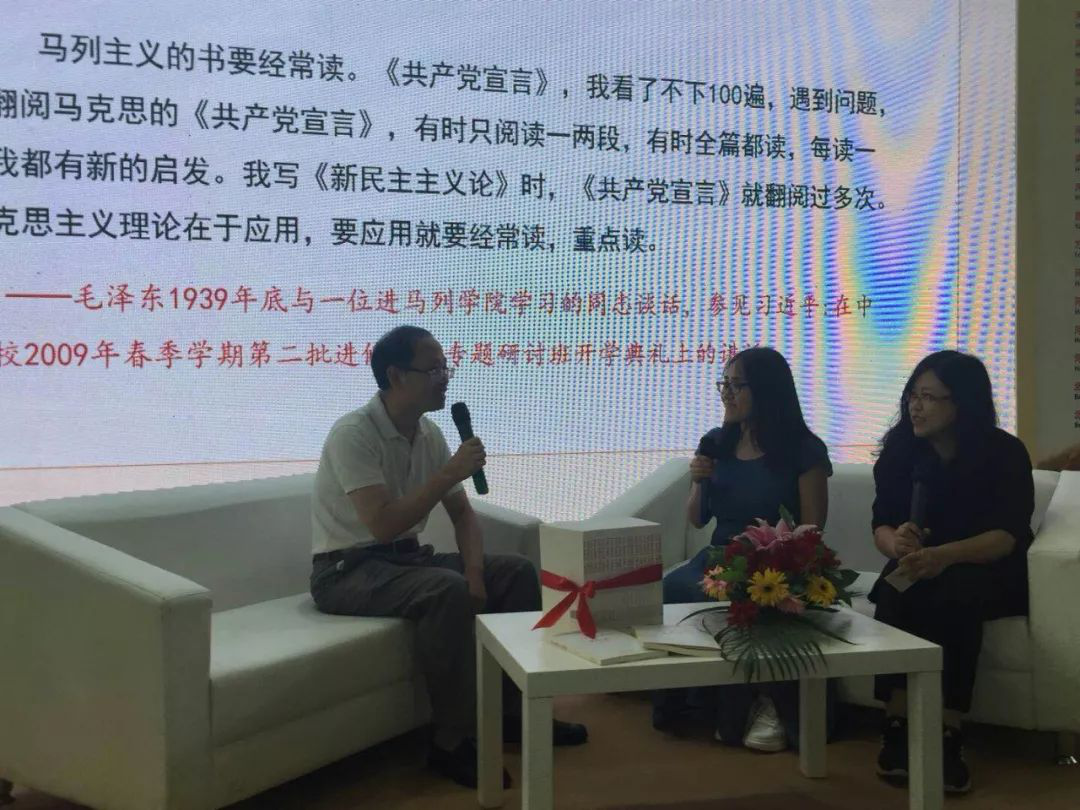 马列主义的书要经常读。《共产党宣言》，我看了不下100遍，遇到问题，
翻阅马克思的《共产党宣言》，有时只阅读一两段，有时全篇都读，每读一
我都有新的启发。我写《新民主主义论》时，《共产党宣言》就翻阅过多次。
克思主义理论在于应用，要应用就要经常读，重点读。
——毛泽东1939年底与一位进马列学院学习的同志谈话，参见习近平:在中
校2009年春季学期第二批进修 专题研讨班开学典礼上的讲话